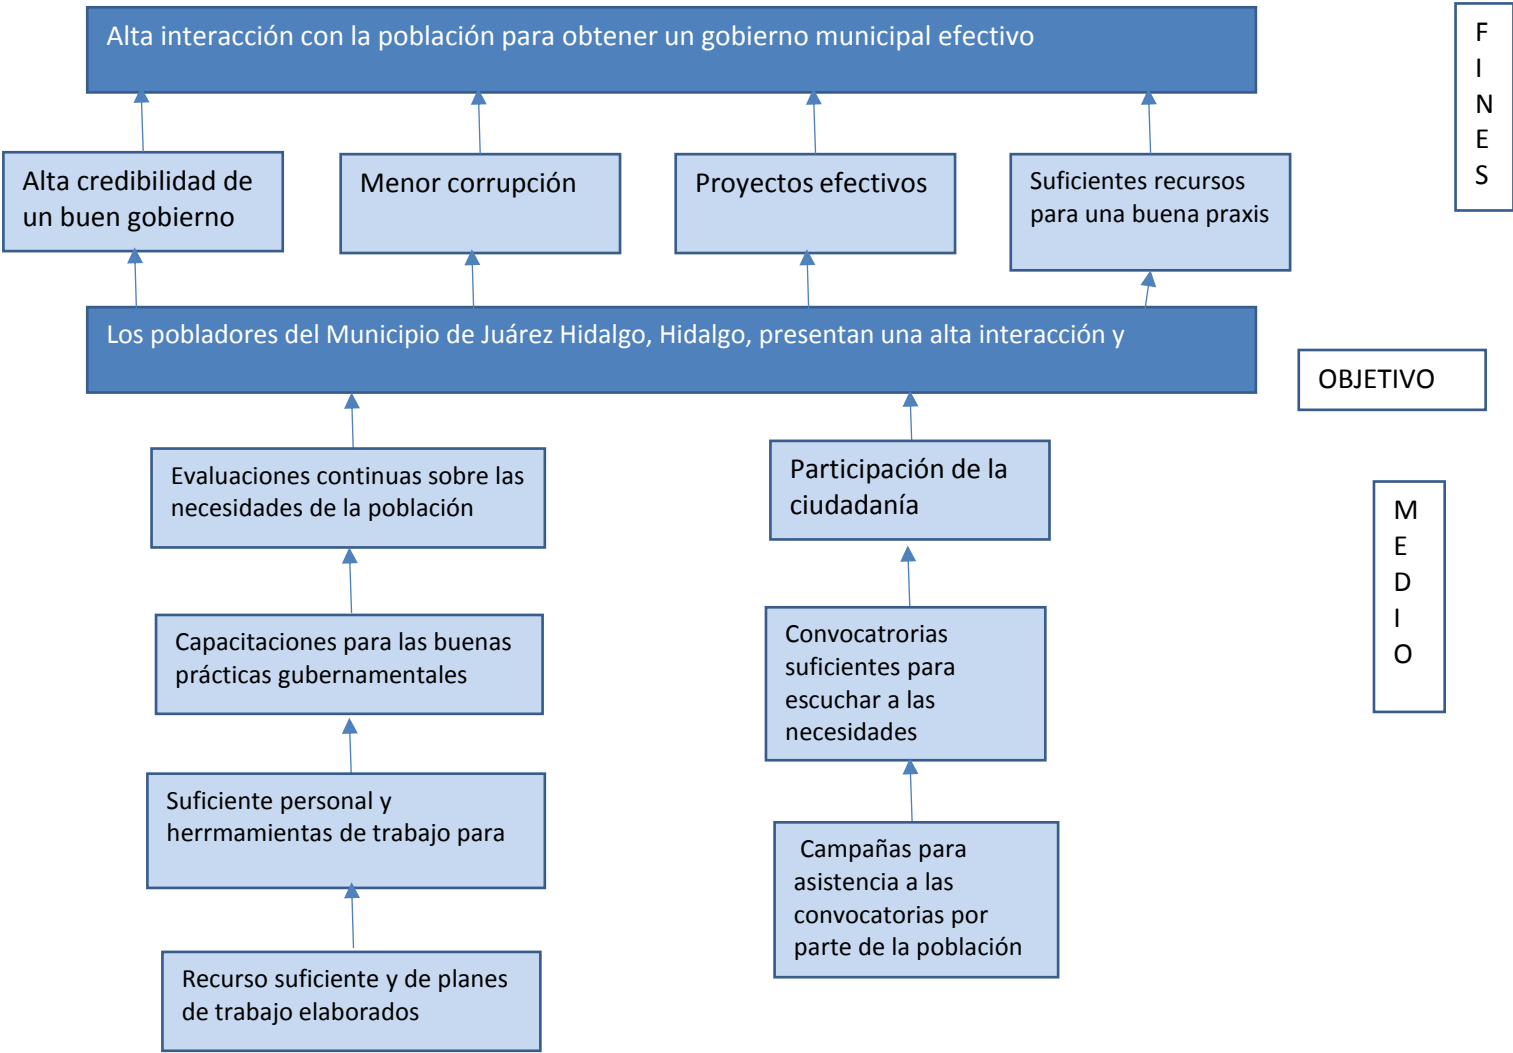 Alta interacción con la población para obtener un gobierno municipal efectivo
F
I
N
E
S
Alta credibilidad de
un buen gobierno
Menor corrupción
Proyectos efectivos
Suficientes recursos
para una buena praxis
Los pobladores del Municipio de Juárez Hidalgo, Hidalgo, presentan una alta interacción y
OBJETIVO
Evaluaciones continuas sobre las
necesidades de la población
Participación de la
ciudadanía
M
E
D
I
O
Capacitaciones para las buenas
prácticas gubernamentales
Convocatrorias
suficientes para
escuchar a las
necesidades
Suficiente personal y
herrmamientas de trabajo para
Campañas para
asistencia a las
convocatorias por
parte de la población
Recurso suficiente y de planes
de trabajo elaborados